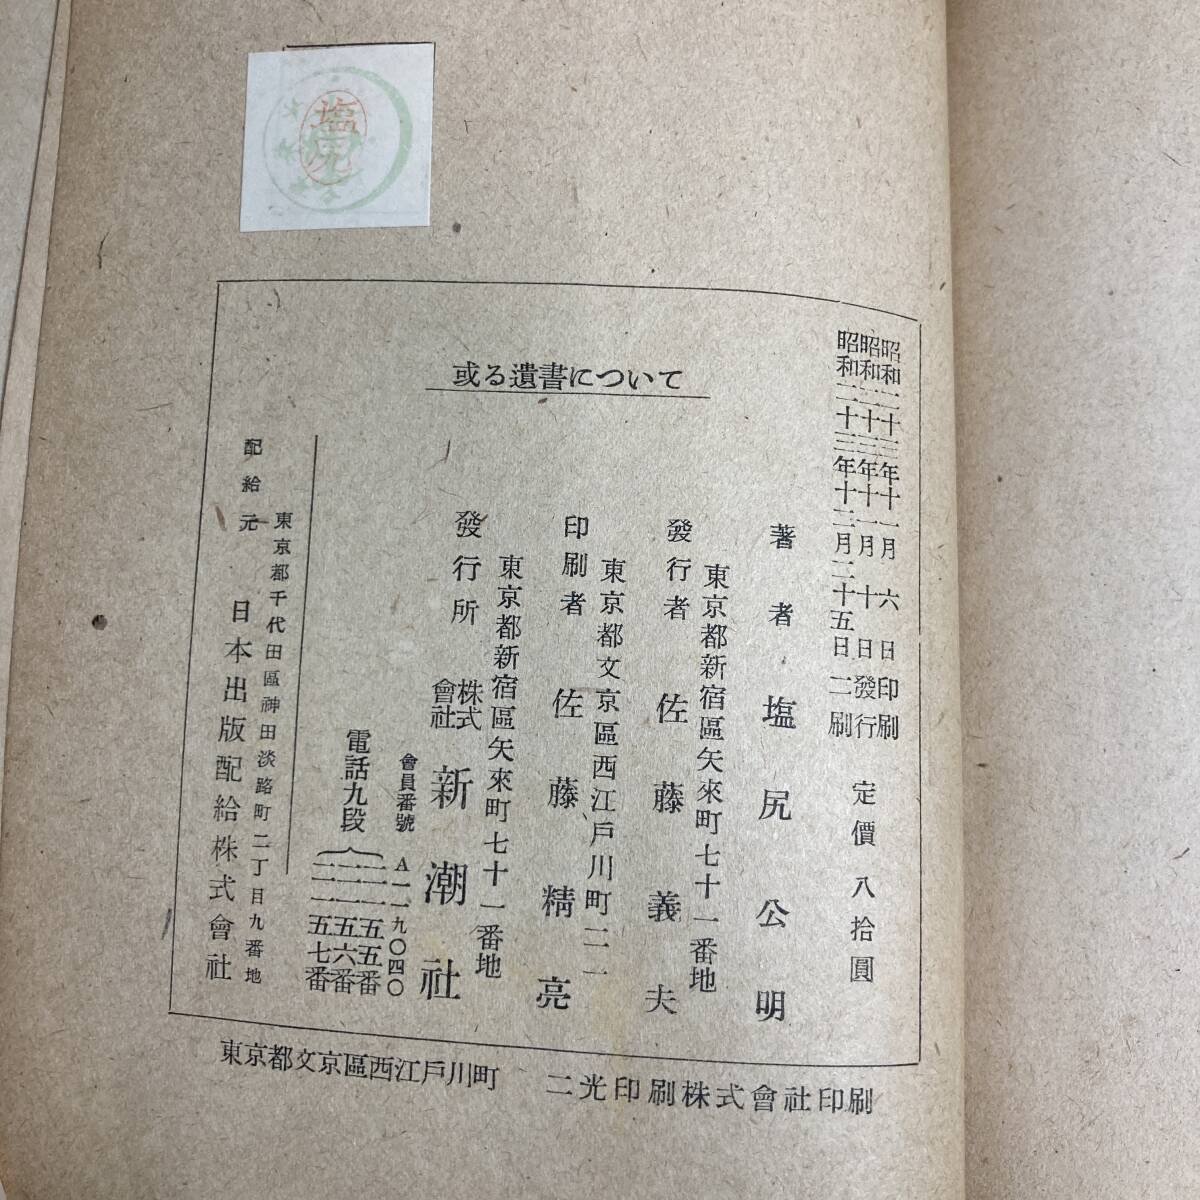 塩尻
或る遺書について
昭和二十三年十一月六日印刷
昭和二十三年十一月十日發行
昭和二十三年十二月二十五日二刷
定價八拾圓
著者 塩尻公明
東京都新宿區矢來町七十一番地
發行者 佐藤義夫
東京都文京區西江戸川町二一
印刷者 佐藤精亮
東京都新宿區矢來町七十一番地
發行所 株式會社 新潮社
會員番號 A一一九〇四〇
電話九段
二一五五番
二一五六番
二一五七番
東京都千代田區神田淡路町二丁目九番地
配給元 日本出版配給株式會社
東京都文京區西江戸川町 二光印刷株式會社印刷